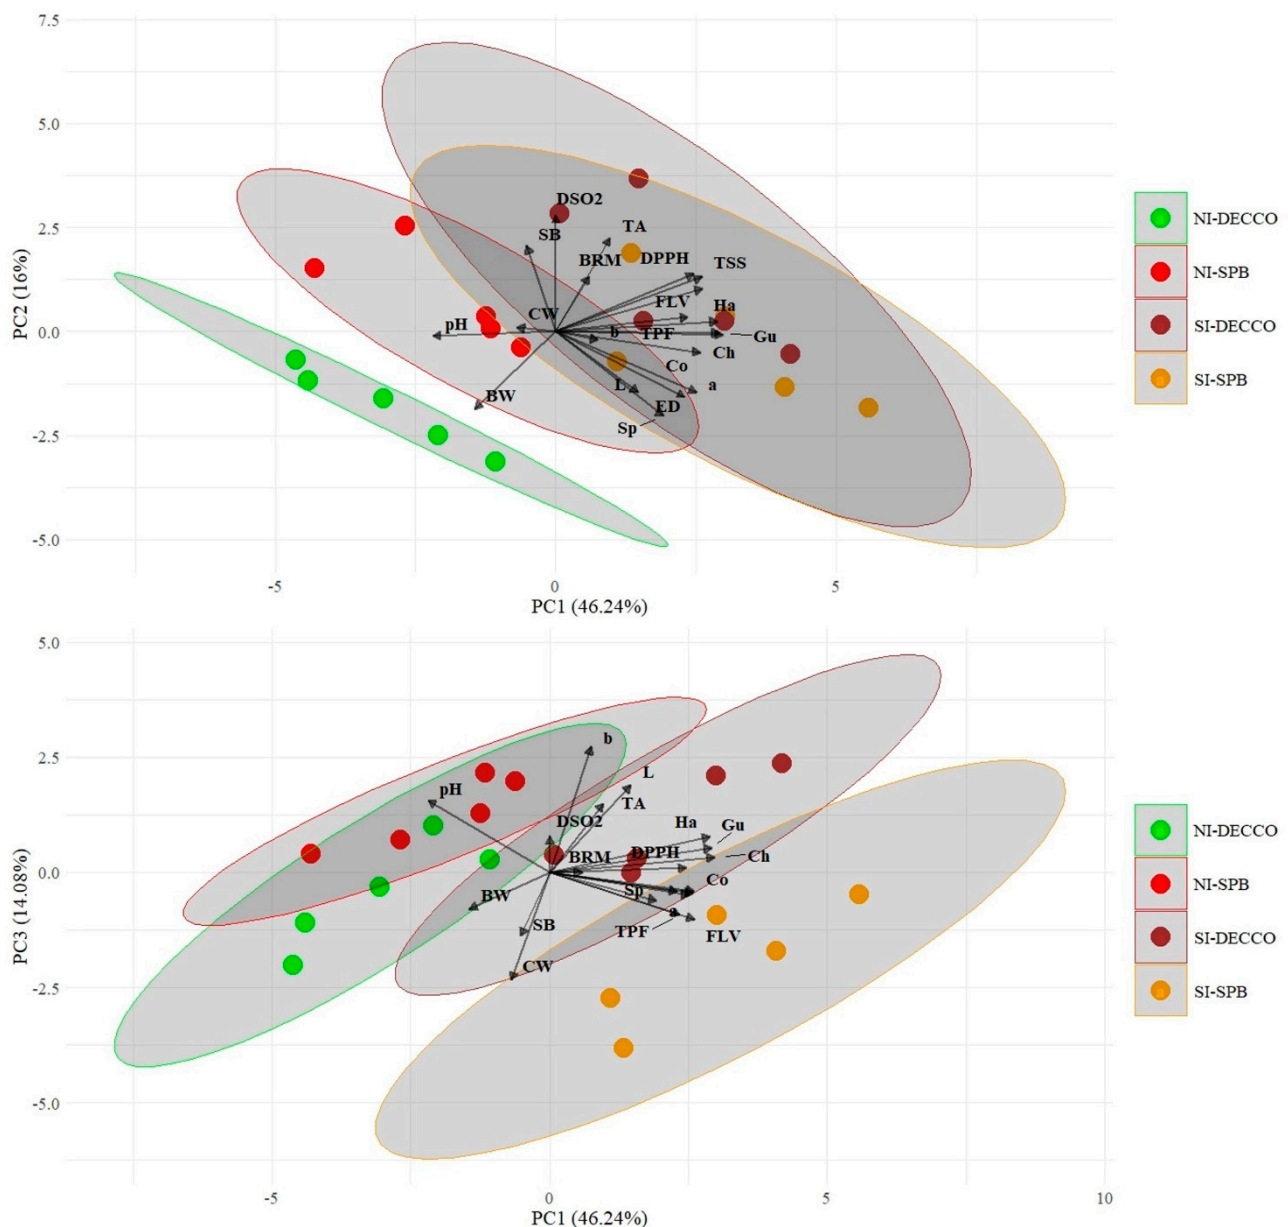 7.5
5.0
DSO2
2.5
TA
SB
BRM
DPPH
TSS
FLV
Ha
CW
pH
0.0
b
TPF
Gu
Ch
Co
L
a
BW
ED
-2.5
Sp
-5.0
PC2 (16%)
-5
0
5
PC1 (46.24%)
NI-DECCO
NI-SPB
SI-DECCO
SI-SPB
5.0
b
2.5
L
pH
TA
DSO2
Ha
Gu
BRM
DPPH
Ch
0.0
Co
BW
Sp
a
SB
TPF
FLV
CW
-2.5
-5.0
PC3 (14.08%)
-5
0
5
10
PC1 (46.24%)
NI-DECCO
NI-SPB
SI-DECCO
SI-SPB